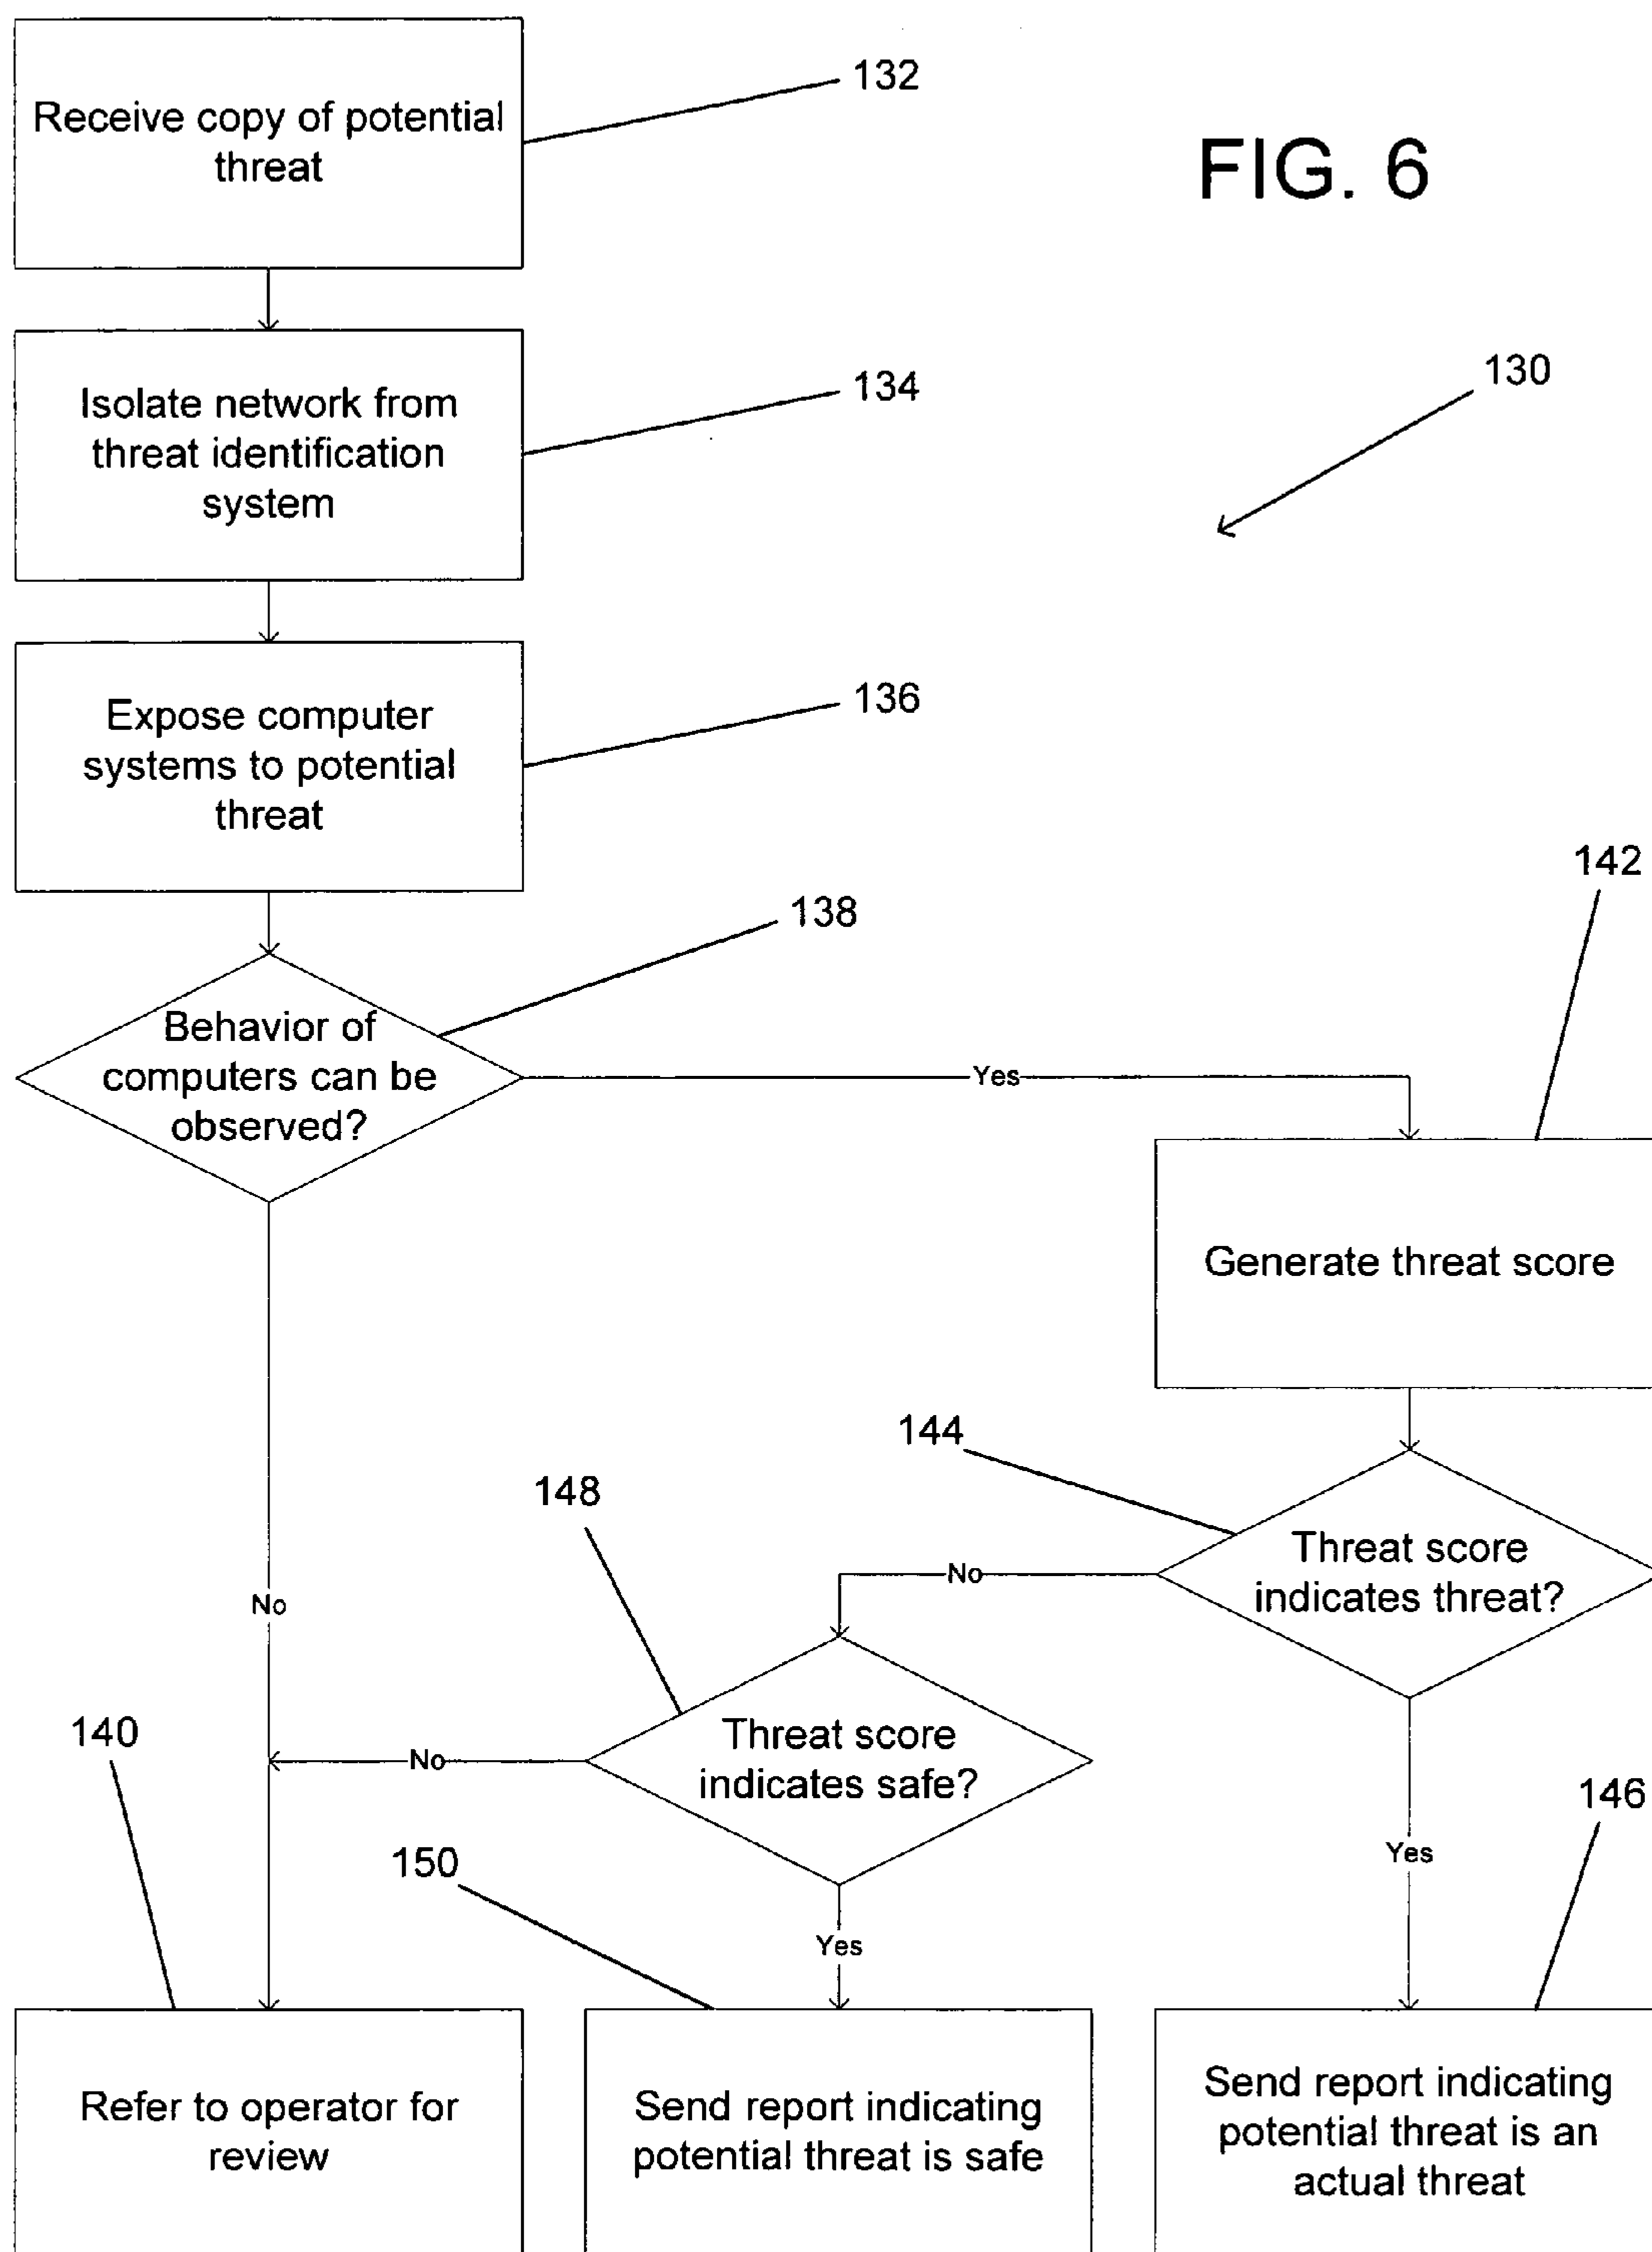 Receive copy of potential
threat
132
FIG. 6
Isolate network from
threat identification
system
134
130
Expose computer
systems to potential
threat
136
142
138
Behavior of
computers can be
observed?
Yes
Generate threat score
144
148
Threat score
indicates threat?
No
No
140
Threat score
indicates safe?
No
146
150
Yes
Yes
Refer to operator for
review
Send report indicating
potential threat is safe
Send report indicating
potential threat is an
actual threat